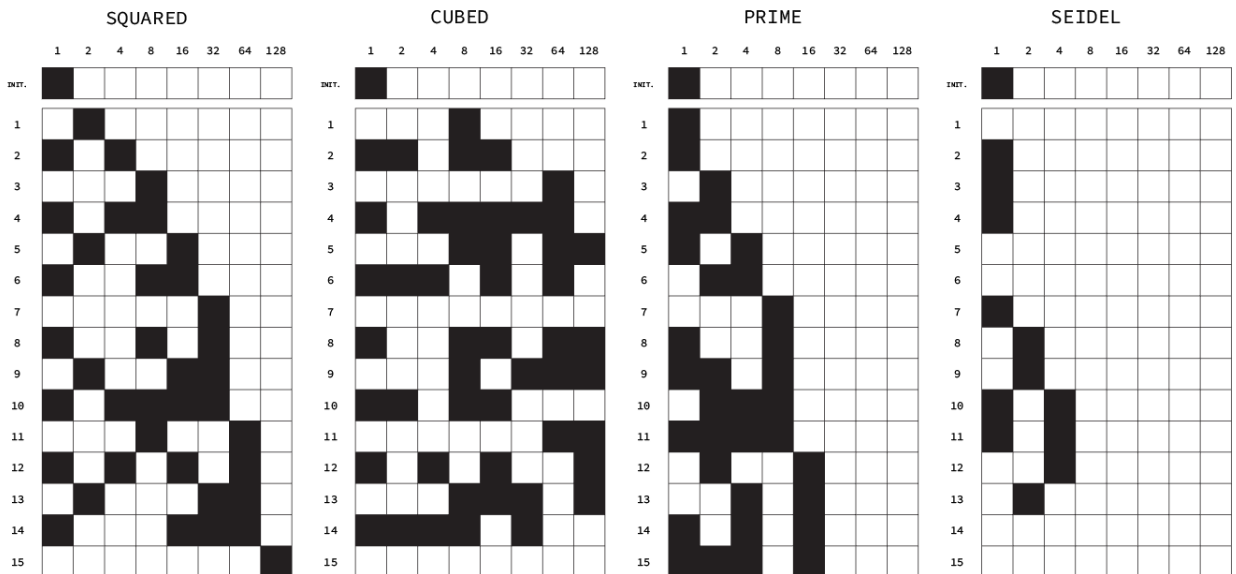 SQUARED CUBED PRIME SEIDEL
1 2 4 8 16 32 64 128 1 2 4 8 16 32 64 128 1 2 4 8 16 32 64 128 1 2 4 8 16 32 64 128
INIT. INIT. INIT. INIT.
1 1 1 1
2 2 2 2
3 3 3 3
4 4 4 4
5 5 5 5
6 6 6 6
7 7 7 7
8 8 8 8
9 9 9 9
10 10 10 10
11 11 11 11
12 12 12 12
13 13 13 13
14 14 14 14
15 15 15 15